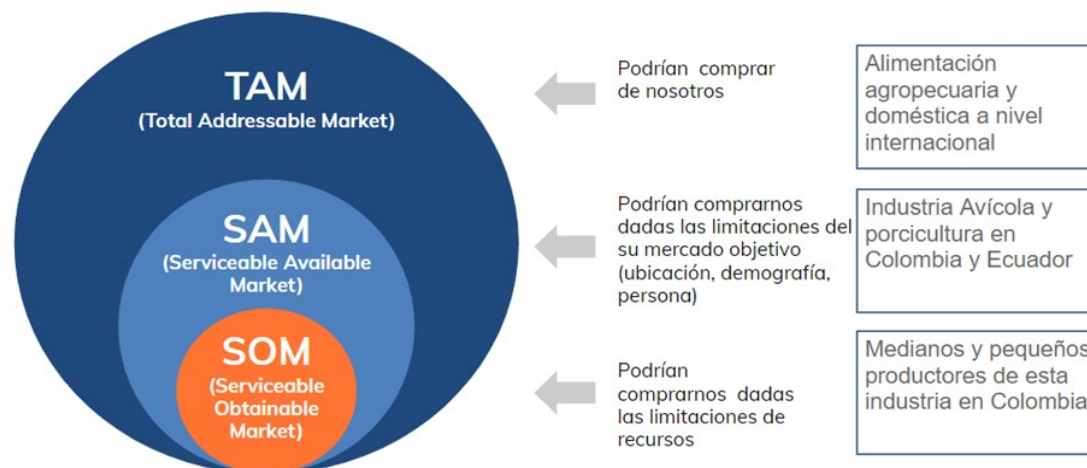 TAM
(Total Addressable Market)
Podrían comprar
de nosotros
Alimentación
agropecuaria y
doméstica a nivel
internacional
SAM
(Serviceable Available
Market)
Podrían comprarnos
dadas las limitaciones del
su mercado objetivo
(ubicación, demografía,
persona)
Industria Avícola y
porcicultura en
Colombia y Ecuador
SOM
(Serviceable
Obtainable
Market)
Podrían
comprarnos dadas
las limitaciones de
recursos
Medianos y pequeños
productores de esta
industria en Colombia